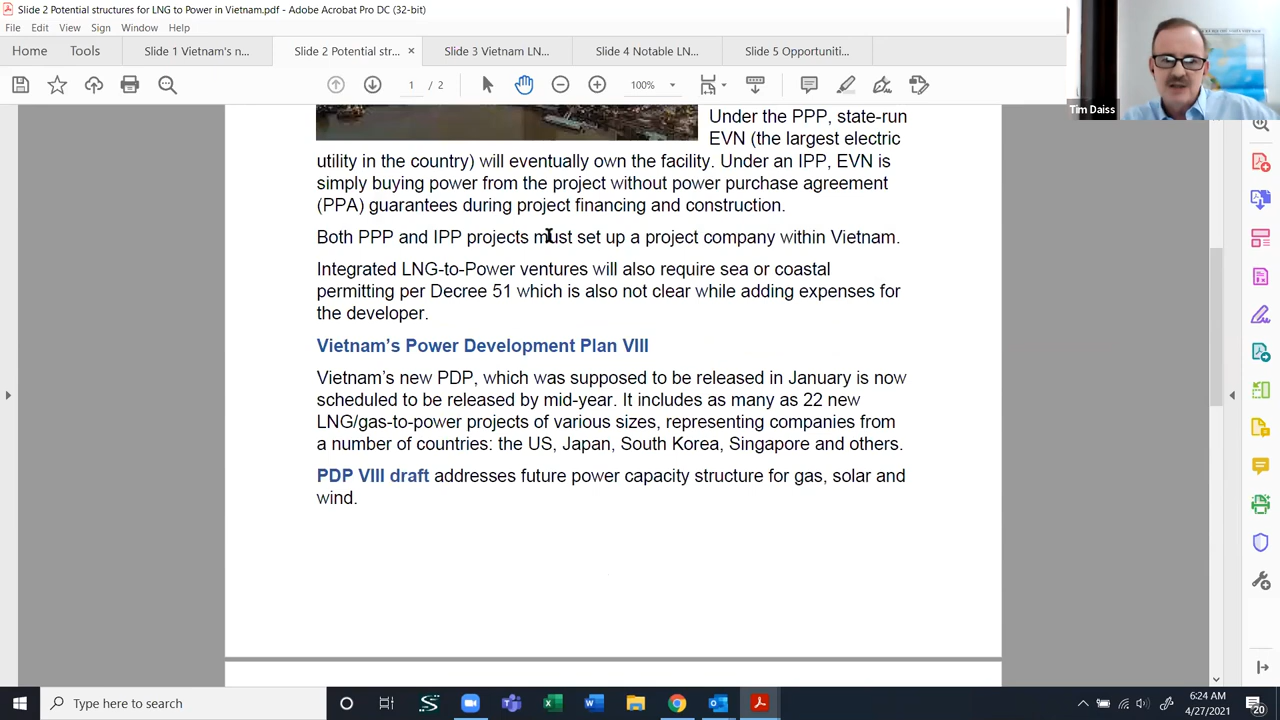 Slide 2 Potential structures for LNG to Power in Vietnam.pdf - Adobe Acrobat Pro DC (32-bit)
File Edit View Sign Window Help
Home Tools Slide 1 Vietnam's n... Slide 2 Potential str... × Slide 3 Vietnam LN... Slide 4 Notable LN... Slide 5 Opportuniti...
1 / 2 100%
Tim Daiss
Under the PPP, state-run
EVN (the largest electric
utility in the country) will eventually own the facility. Under an IPP, EVN is
simply buying power from the project without power purchase agreement
(PPA) guarantees during project financing and construction.
Both PPP and IPP projects must set up a project company within Vietnam.
Integrated LNG-to-Power ventures will also require sea or coastal
permitting per Decree 51 which is also not clear while adding expenses for
the developer.
Vietnam’s Power Development Plan VIII
Vietnam’s new PDP, which was supposed to be released in January is now
scheduled to be released by mid-year. It includes as many as 22 new
LNG/gas-to-power projects of various sizes, representing companies from
a number of countries: the US, Japan, South Korea, Singapore and others.
PDP VIII draft addresses future power capacity structure for gas, solar and
wind.
Type here to search
6:24 AM
4/27/2021
20